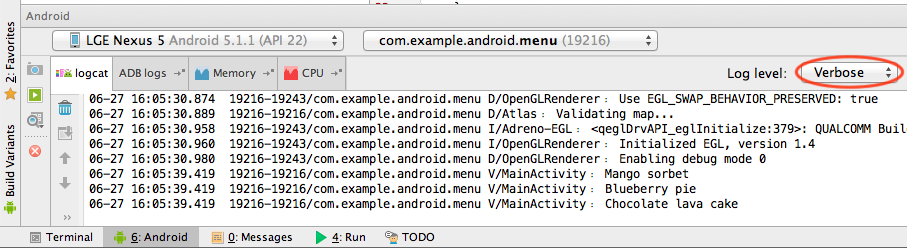 Android
LGE Nexus 5 Android 5.1.1 (API 22)
com.example.android.menu (19216)
logcat
ADB logs
Memory
CPU
Log level:
Verbose
06-27 16:05:30.874 19216-19243/com.example.android.menu D/OpenGLRenderer: Use EGL_SWAP_BEHAVIOR_PRESERVED: true
06-27 16:05:30.889 19216-19216/com.example.android.menu D/Atlas: Validating map...
06-27 16:05:30.958 19216-19243/com.example.android.menu I/Adreno-EGL: <qeglDrvAPI_eglInitialize:379>: QUALCOMM Buil
06-27 16:05:30.960 19216-19243/com.example.android.menu I/OpenGLRenderer: Initialized EGL, version 1.4
06-27 16:05:30.980 19216-19243/com.example.android.menu D/OpenGLRenderer: Enabling debug mode 0
06-27 16:05:39.419 19216-19216/com.example.android.menu V/MainActivity: Mango sorbet
06-27 16:05:39.419 19216-19216/com.example.android.menu V/MainActivity: Blueberry pie
06-27 16:05:39.419 19216-19216/com.example.android.menu V/MainActivity: Chocolate lava cake
2: Favorites
Build Variants
Terminal
6: Android
0: Messages
4: Run
TODO